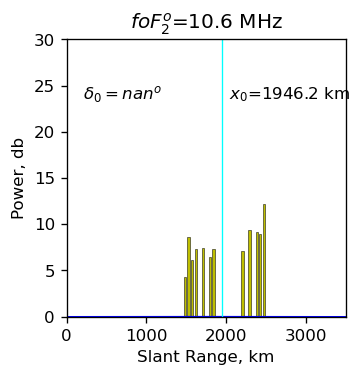 foF₂ᵒ=10.6 MHz
30
25
20
15
10
5
0
Power, db
δ₀ = nanᵒ
x₀=1946.2 km
0 1000 2000 3000
Slant Range, km